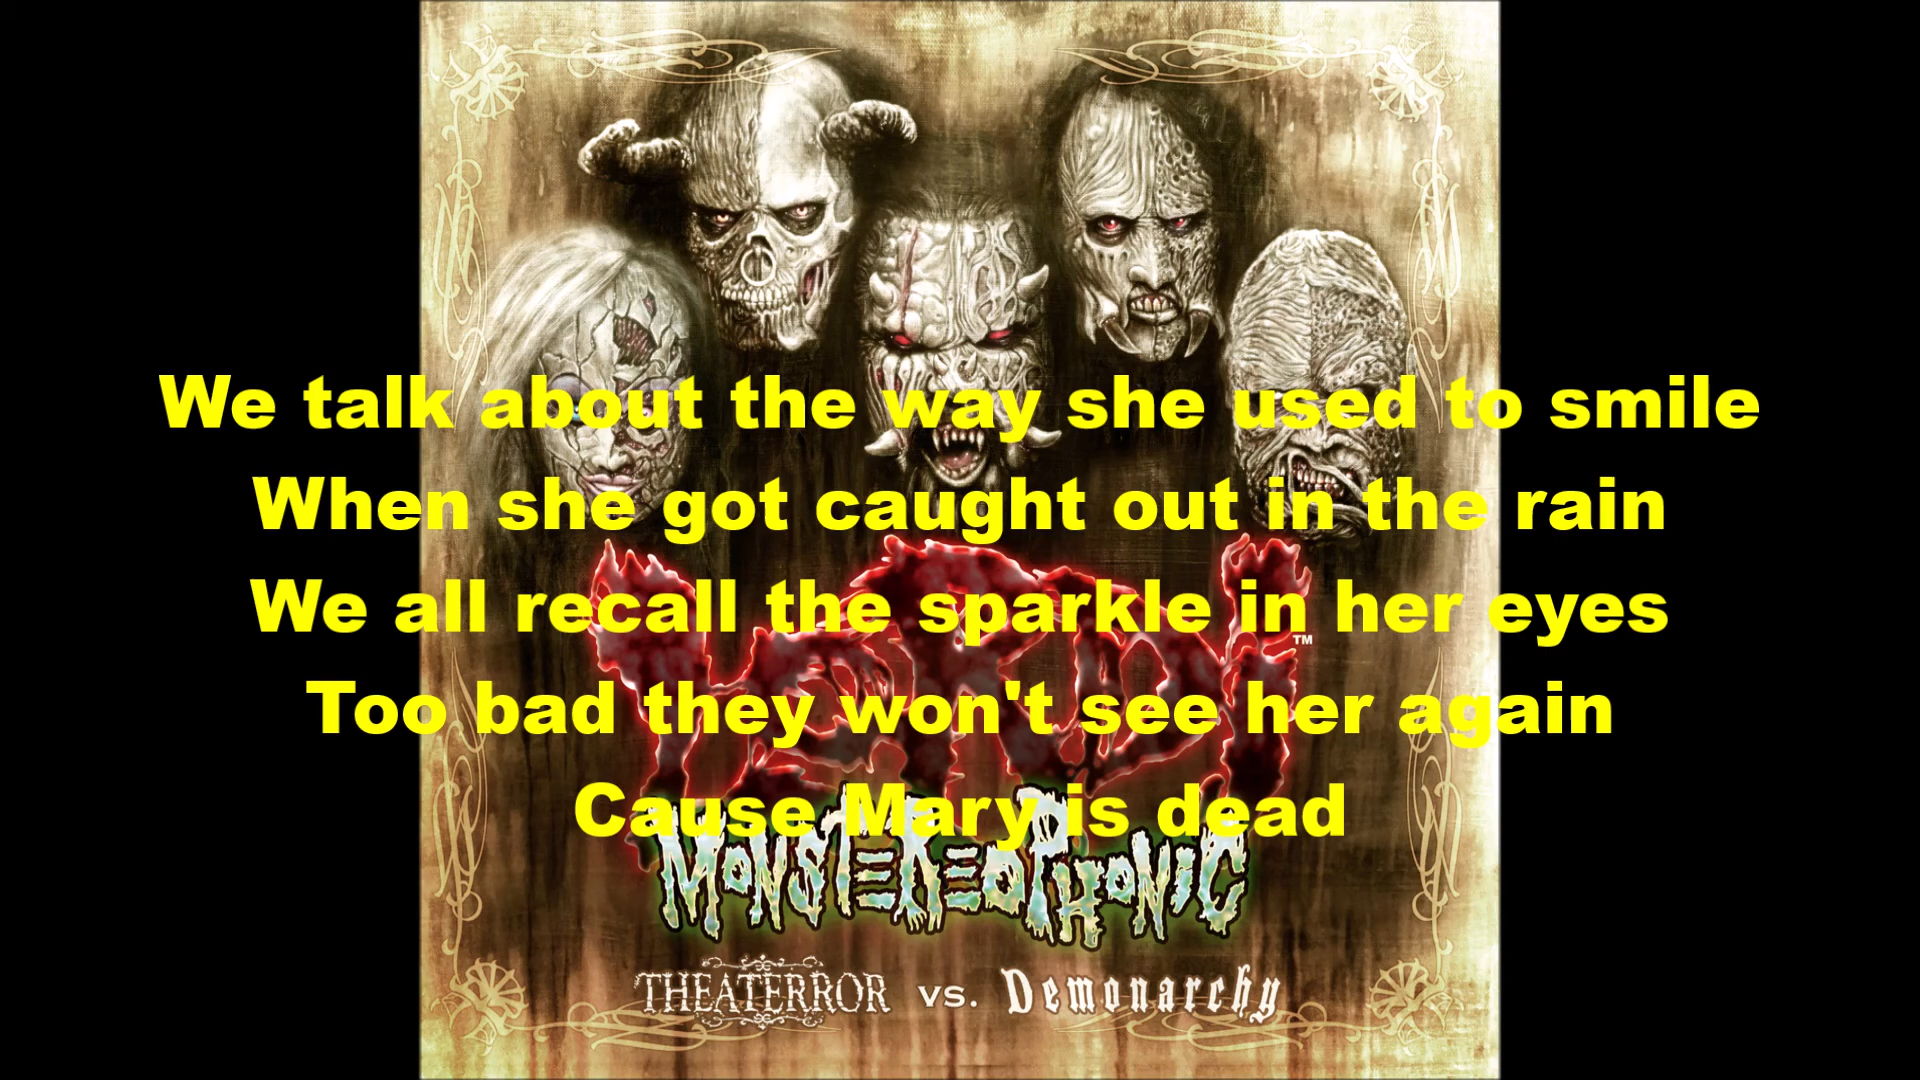 We talk about the way she used to smile
When she got caught out in the rain
We all recall the sparkle in her eyes
LORDI™
Too bad they won't see her again
Cause Mary is dead
MONSTEREOPHONIC
THEATERROR vs. Demonarchy